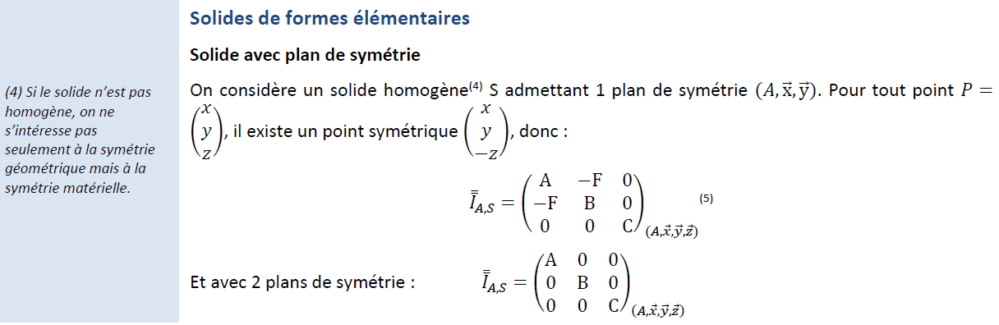 Solides de formes élémentaires
Solide avec plan de symétrie
(4) Si le solide n’est pas
homogène, on ne
s’intéresse pas
seulement à la symétrie
géométrique mais à la
symétrie matérielle.
On considère un solide homogène(4) S admettant 1 plan de symétrie (A, x⃗, y⃗). Pour tout point P =
(x y z), il existe un point symétrique (x y −z), donc :
I̿_A,S = (A −F 0
−F B 0
0 0 C)_(A,x⃗,y⃗,z⃗) (5)
Et avec 2 plans de symétrie : I̿_A,S = (A 0 0
0 B 0
0 0 C)_(A,x⃗,y⃗,z⃗)